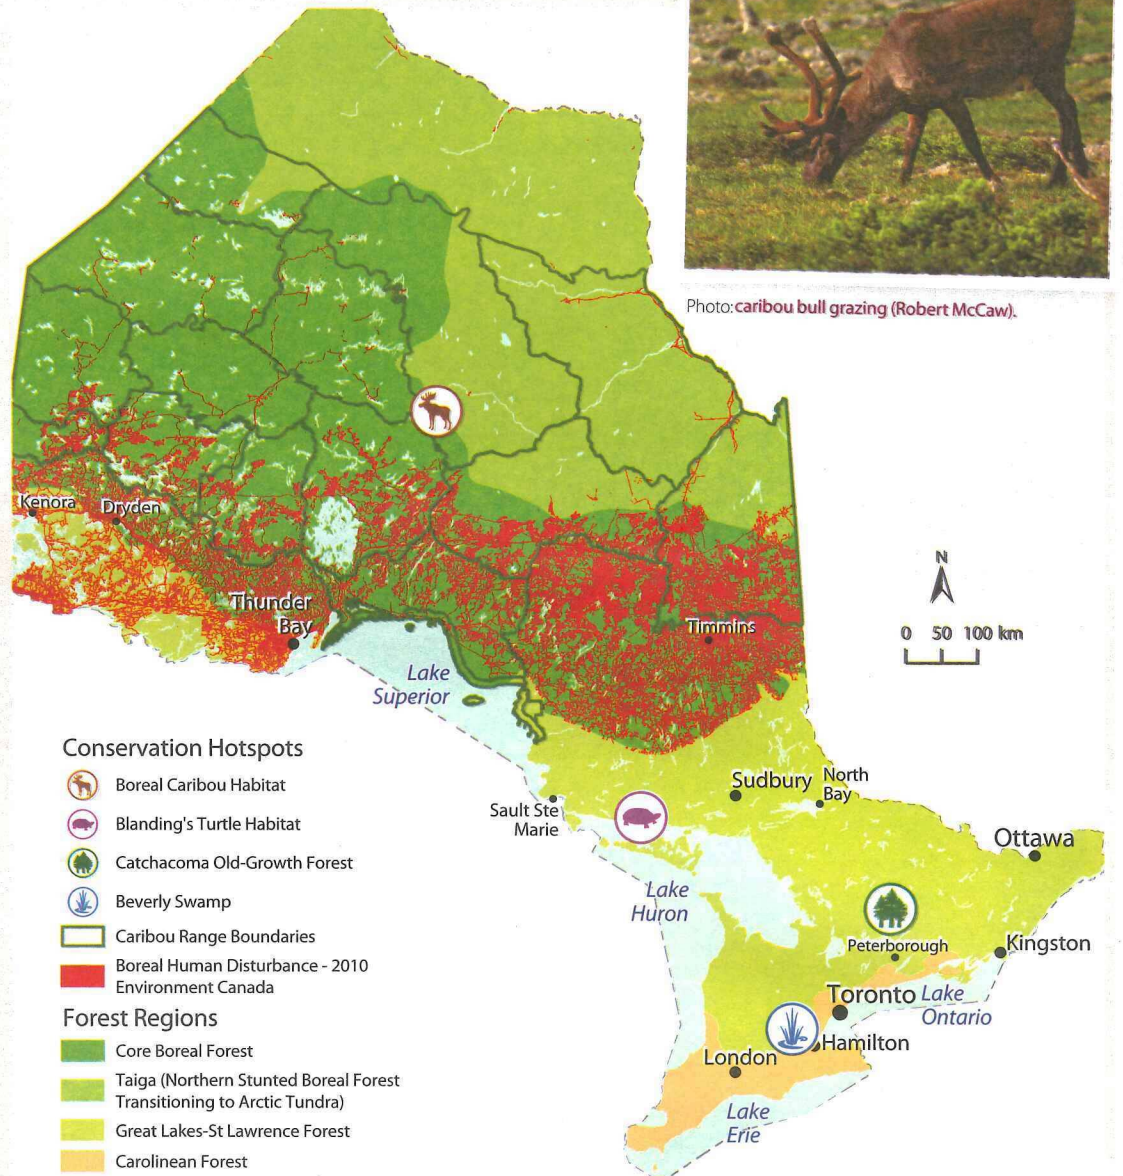 Photo: caribou bull grazing (Robert McCaw).
Kenora
Dryden
Thunder
Bay
Timmins
N
0 50 100 km
Lake
Superior
Conservation Hotspots
Boreal Caribou Habitat
Blanding's Turtle Habitat
Catchacoma Old-Growth Forest
Beverly Swamp
Caribou Range Boundaries
Boreal Human Disturbance - 2010
Environment Canada
Forest Regions
Core Boreal Forest
Taiga (Northern Stunted Boreal Forest
Transitioning to Arctic Tundra)
Great Lakes-St Lawrence Forest
Carolinean Forest
Sudbury
North
Bay
Sault Ste
Marie
Ottawa
Lake
Huron
Peterborough
Kingston
Toronto
Lake
Ontario
Hamilton
London
Lake
Erie